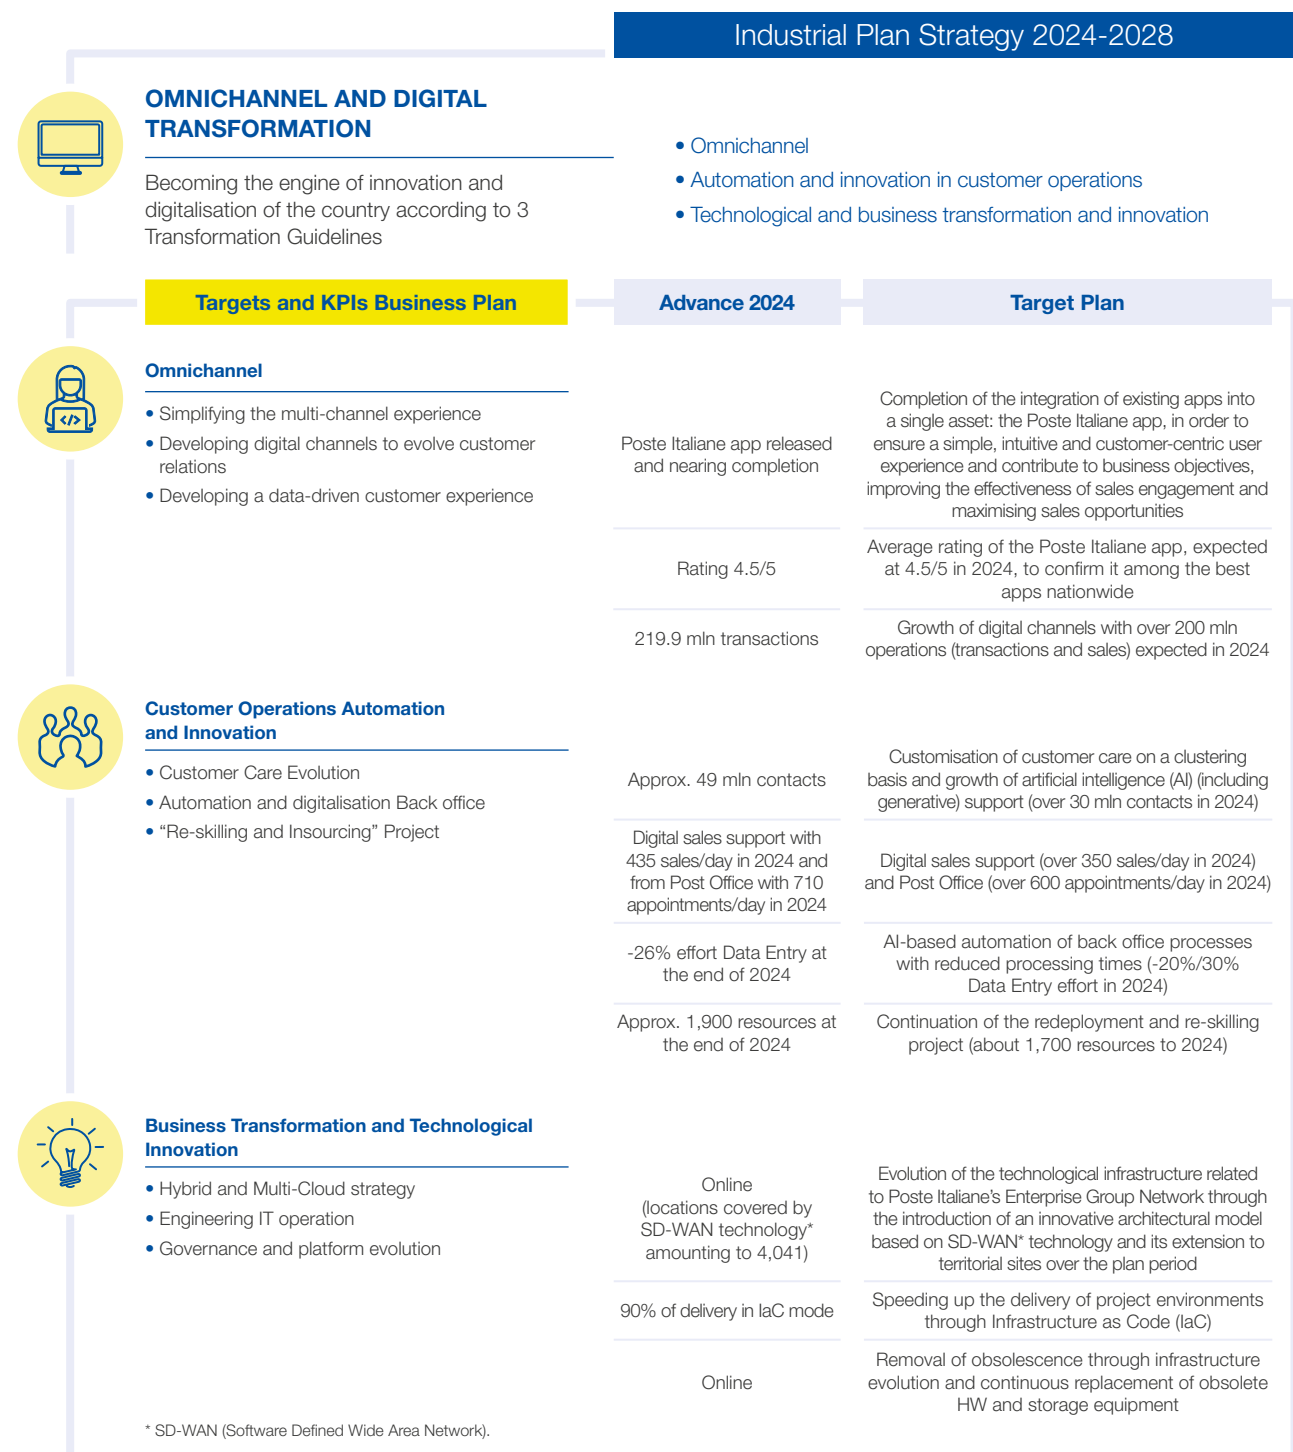 Industrial Plan Strategy 2024-2028
OMNICHANNEL AND DIGITAL
TRANSFORMATION
Becoming the engine of innovation and
digitalisation of the country according to 3
Transformation Guidelines
• Omnichannel
• Automation and innovation in customer operations
• Technological and business transformation and innovation
Targets and KPIs Business Plan
Advance 2024
Target Plan
Omnichannel
• Simplifying the multi-channel experience
• Developing digital channels to evolve customer
relations
• Developing a data-driven customer experience
Poste Italiane app released
and nearing completion
Completion of the integration of existing apps into
a single asset: the Poste Italiane app, in order to
ensure a simple, intuitive and customer-centric user
experience and contribute to business objectives,
improving the effectiveness of sales engagement and
maximising sales opportunities
Rating 4.5/5
Average rating of the Poste Italiane app, expected
at 4.5/5 in 2024, to confirm it among the best
apps nationwide
219.9 mln transactions
Growth of digital channels with over 200 mln
operations (transactions and sales) expected in 2024
Customer Operations Automation
and Innovation
• Customer Care Evolution
• Automation and digitalisation Back office
• “Re-skilling and Insourcing” Project
Approx. 49 mln contacts
Customisation of customer care on a clustering
basis and growth of artificial intelligence (AI) (including
generative) support (over 30 mln contacts in 2024)
Digital sales support with
435 sales/day in 2024 and
from Post Office with 710
appointments/day in 2024
Digital sales support (over 350 sales/day in 2024)
and Post Office (over 600 appointments/day in 2024)
-26% effort Data Entry at
the end of 2024
AI-based automation of back office processes
with reduced processing times (-20%/30%
Data Entry effort in 2024)
Approx. 1,900 resources at
the end of 2024
Continuation of the redeployment and re-skilling
project (about 1,700 resources to 2024)
Business Transformation and Technological
Innovation
• Hybrid and Multi-Cloud strategy
• Engineering IT operation
• Governance and platform evolution
Online
(locations covered by
SD-WAN technology*
amounting to 4,041)
Evolution of the technological infrastructure related
to Poste Italiane’s Enterprise Group Network through
the introduction of an innovative architectural model
based on SD-WAN* technology and its extension to
territorial sites over the plan period
90% of delivery in IaC mode
Speeding up the delivery of project environments
through Infrastructure as Code (IaC)
Online
Removal of obsolescence through infrastructure
evolution and continuous replacement of obsolete
HW and storage equipment
* SD-WAN (Software Defined Wide Area Network).